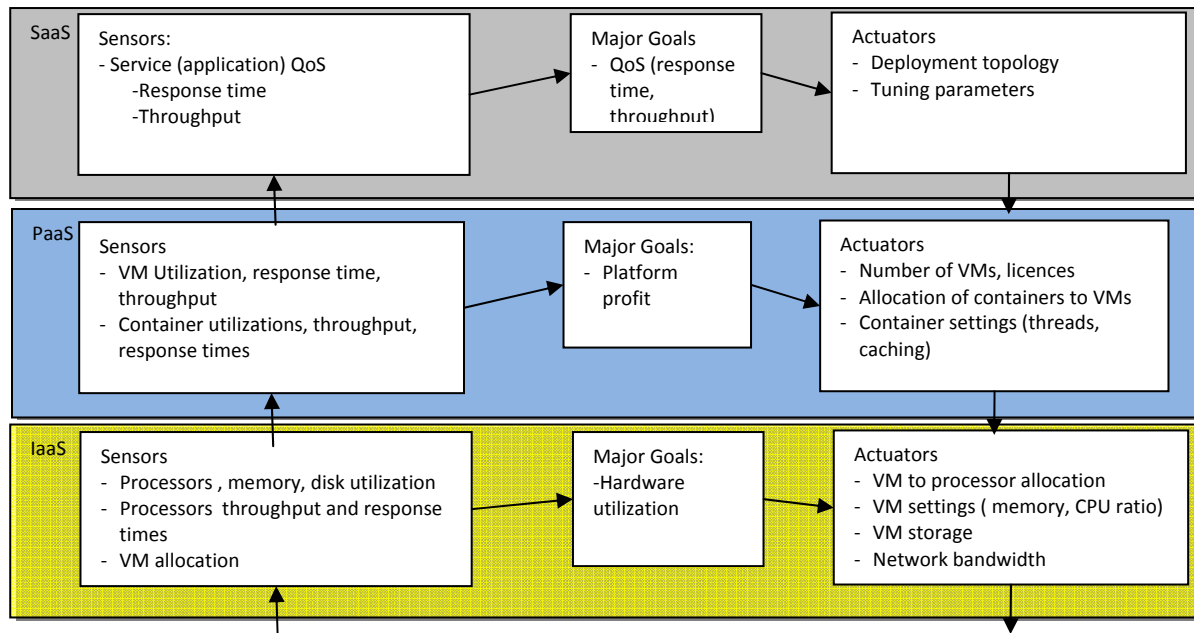 SaaS
Sensors:
- Service (application) QoS
-Response time
-Throughput
Major Goals
- QoS (response
time,
throughput)
Actuators
- Deployment topology
- Tuning parameters
PaaS
Sensors
- VM Utilization, response time,
throughput
- Container utilizations, throughput,
response times
Major Goals:
- Platform
profit
Actuators
- Number of VMs, licences
- Allocation of containers to VMs
- Container settings (threads,
caching)
IaaS
Sensors
- Processors , memory, disk utilization
- Processors throughput and response
times
- VM allocation
Major Goals:
-Hardware
utilization
Actuators
- VM to processor allocation
- VM settings ( memory, CPU ratio)
- VM storage
- Network bandwidth